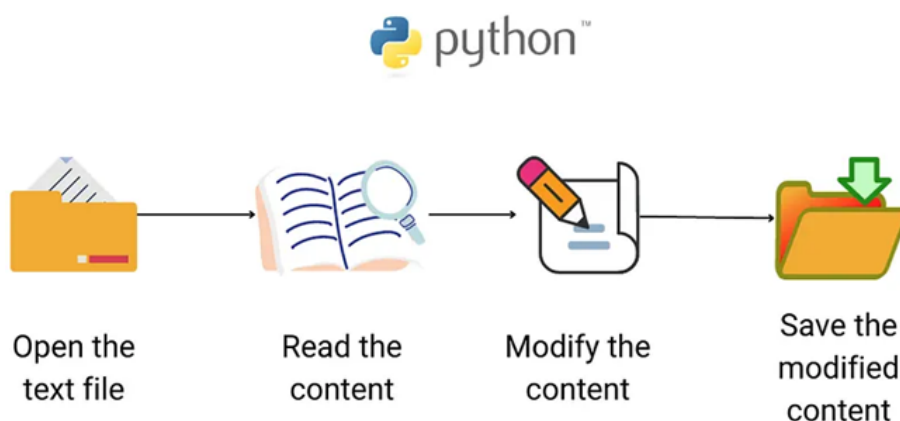 python™
Open the
text file
Read the
content
Modify the
content
Save the
modified
content